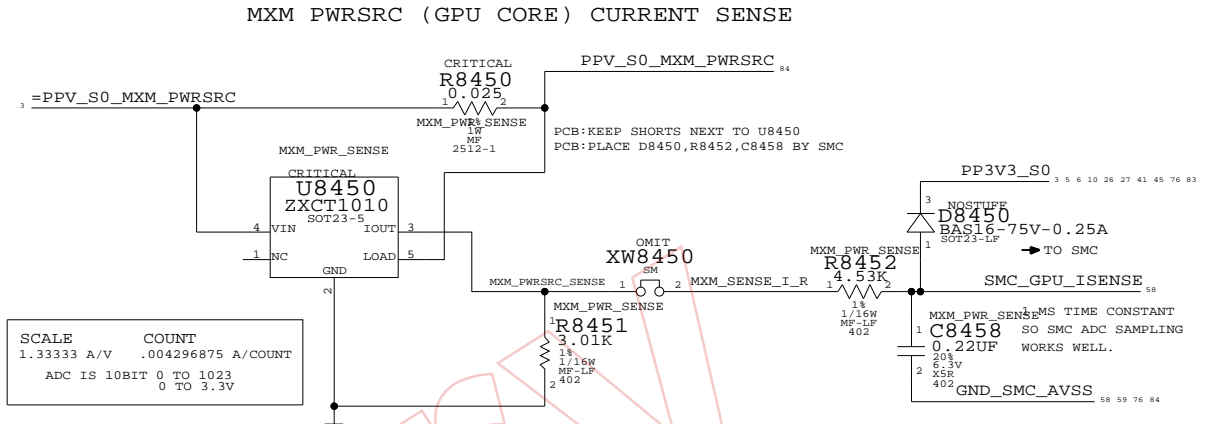 MXM PWRSRC (GPU CORE) CURRENT SENSE
CRITICAL
R8450
0.025
1 2
1%
1W
MF
2512-1
MXM_PWR_SENSE
PPV_S0_MXM_PWRSRC 84
3 =PPV_S0_MXM_PWRSRC
PCB:KEEP SHORTS NEXT TO U8450
PCB:PLACE D8450,R8452,C8458 BY SMC
MXM_PWR_SENSE
CRITICAL
U8450
ZXCT1010
SOT23-5
4 VIN IOUT 3
1 NC LOAD 5
GND
2
PP3V3_S0 3 5 6 10 26 27 41 45 76 83
3
NOSTUFF
D8450
BAS16-75V-0.25A
SOT23-LF
1
TO SMC
OMIT
XW8450
SM
MXM_PWRSRC_SENSE 1 2 MXM_SENSE_I_R
MXM_PWR_SENSE
R8452
4.53K
1 2
1%
1/16W
MF-LF
402
SMC_GPU_ISENSE
58
MXM_PWR_SENSE
1
R8451
3.01K
1%
1/16W
MF-LF
2 402
MXM_PWR_SENSE
1 C8458
0.22UF
20%
6.3V
2 X5R
402
1 MS TIME CONSTANT
SO SMC ADC SAMPLING
WORKS WELL.
GND_SMC_AVSS 58 59 76 84
SCALE COUNT
1.33333 A/V .004296875 A/COUNT
ADC IS 10BIT 0 TO 1023
0 TO 3.3V